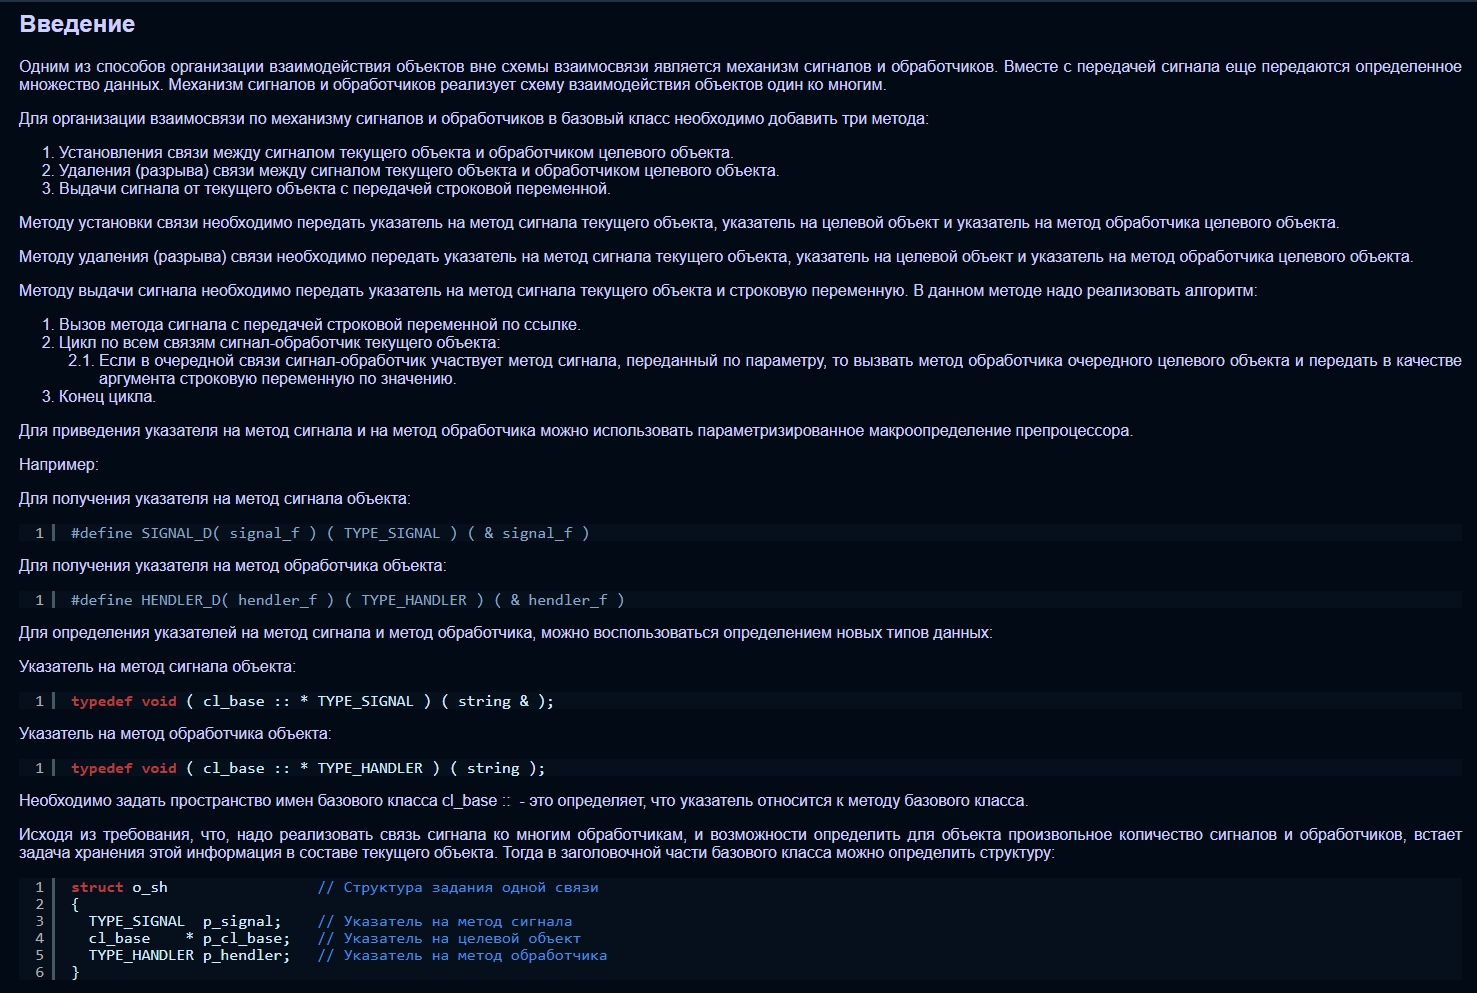 Введение
Одним из способов организации взаимодействия объектов вне схемы взаимосвязи является механизм сигналов и обработчиков. Вместе с передачей сигнала еще передаются определенное
множество данных. Механизм сигналов и обработчиков реализует схему взаимодействия объектов один ко многим.
Для организации взаимосвязи по механизму сигналов и обработчиков в базовый класс необходимо добавить три метода:
1. Установления связи между сигналом текущего объекта и обработчиком целевого объекта.
2. Удаления (разрыва) связи между сигналом текущего объекта и обработчиком целевого объекта.
3. Выдачи сигнала от текущего объекта с передачей строковой переменной.
Методу установки связи необходимо передать указатель на метод сигнала текущего объекта, указатель на целевой объект и указатель на метод обработчика целевого объекта.
Методу удаления (разрыва) связи необходимо передать указатель на метод сигнала текущего объекта, указатель на целевой объект и указатель на метод обработчика целевого объекта.
Методу выдачи сигнала необходимо передать указатель на метод сигнала текущего объекта и строковую переменную. В данном методе надо реализовать алгоритм:
1. Вызов метода сигнала с передачей строковой переменной по ссылке.
2. Цикл по всем связям сигнал-обработчик текущего объекта:
2.1. Если в очередной связи сигнал-обработчик участвует метод сигнала, переданный по параметру, то вызвать метод обработчика очередного целевого объекта и передать в качестве
аргумента строковую переменную по значению.
3. Конец цикла.
Для приведения указателя на метод сигнала и на метод обработчика можно использовать параметризированное макроопределение препроцессора.
Например:
Для получения указателя на метод сигнала объекта:
1 #define SIGNAL_D( signal_f ) ( TYPE_SIGNAL ) ( & signal_f )
Для получения указателя на метод обработчика объекта:
1 #define HENDLER_D( hendler_f ) ( TYPE_HANDLER ) ( & hendler_f )
Для определения указателей на метод сигнала и метод обработчика, можно воспользоваться определением новых типов данных:
Указатель на метод сигнала объекта:
1 typedef void ( cl_base :: * TYPE_SIGNAL ) ( string & );
Указатель на метод обработчика объекта:
1 typedef void ( cl_base :: * TYPE_HANDLER ) ( string );
Необходимо задать пространство имен базового класса cl_base :: - это определяет, что указатель относится к методу базового класса.
Исходя из требования, что, надо реализовать связь сигнала ко многим обработчикам, и возможности определить для объекта произвольное количество сигналов и обработчиков, встает
задача хранения этой информация в составе текущего объекта. Тогда в заголовочной части базового класса можно определить структуру:
1 struct o_sh // Структура задания одной связи
2 {
3 TYPE_SIGNAL p_signal; // Указатель на метод сигнала
4 cl_base * p_cl_base; // Указатель на целевой объект
5 TYPE_HANDLER p_hendler; // Указатель на метод обработчика
6 }